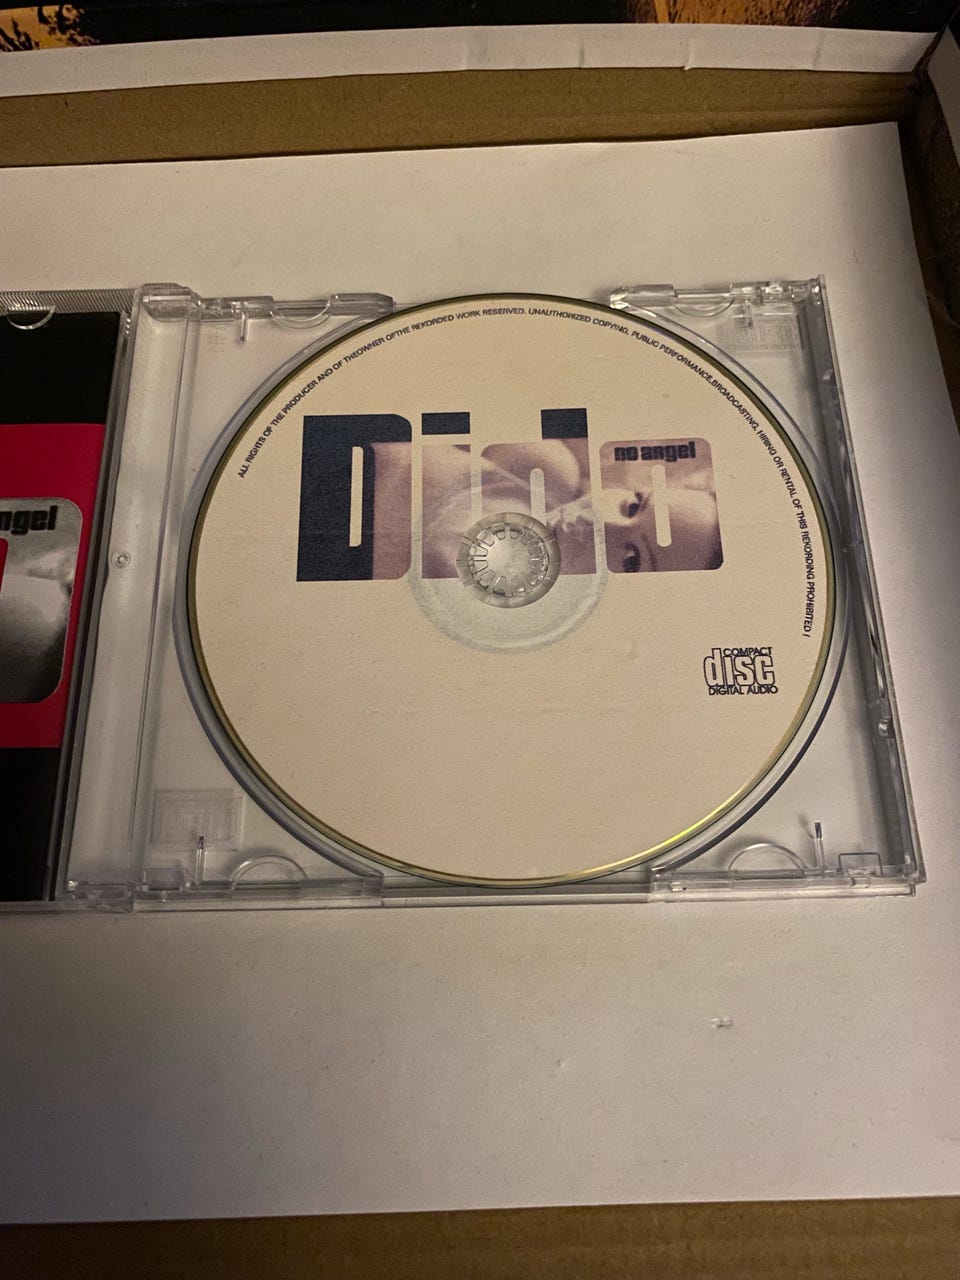 ALL RIGHTS OF THE PRODUCER AND OF THEOWNER OFTHE REKORDED WORK RESERVED. UNAUTHORIZED COPYING, PUBLIC PERFORMANCE,BROADCASTING, HIRING OR RENTAL OF THIS REKORDING PROHIBITED /
Dido
no angel
ngel
COMPACT
disc
DIGITAL AUDIO